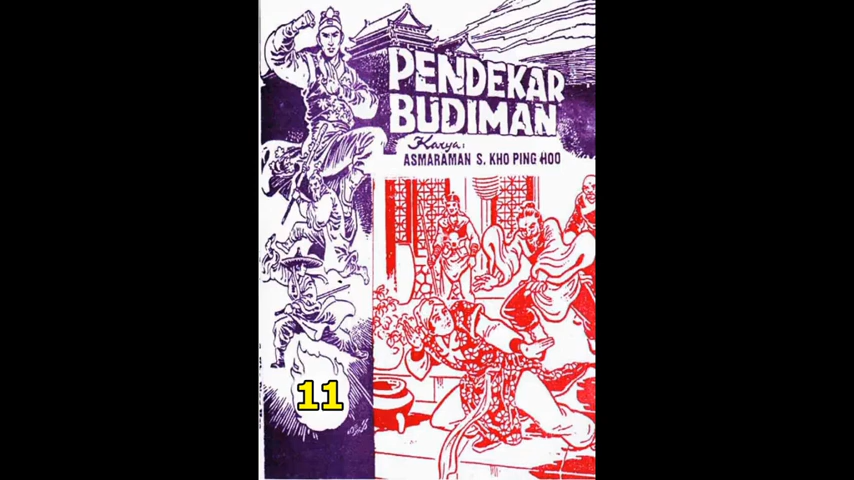 PENDEKAR
BUDIMAN
Karya:
ASMARAMAN S. KHO PING HOO
11